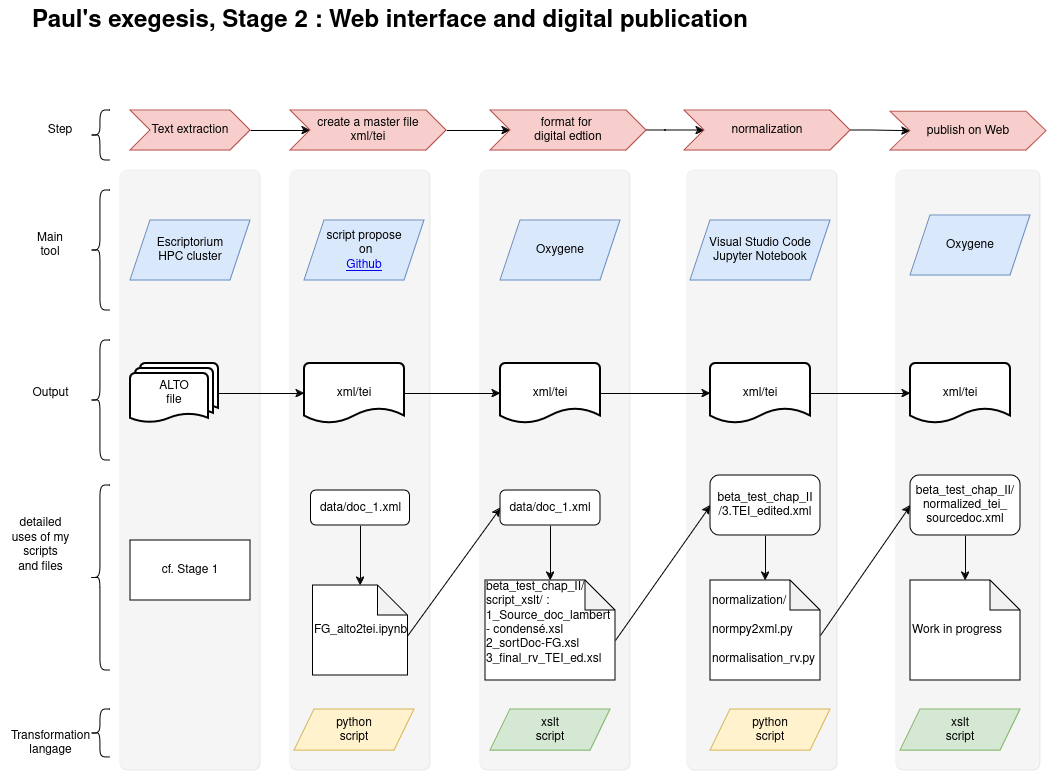 Paul's exegesis, Stage 2 : Web interface and digital publication
Step
Text extraction
create a master file
xml/tei
format for
digital edtion
normalization
publish on Web
Main
tool
Escriptorium
HPC cluster
script propose
on
Github
Oxygene
Visual Studio Code
Jupyter Notebook
Oxygene
Output
ALTO
file
xml/tei
xml/tei
xml/tei
xml/tei
detailed
uses of my
scripts
and files
cf. Stage 1
data/doc_1.xml
FG_alto2tei.ipynb
data/doc_1.xml
beta_test_chap_II/
script_xslt/ :
1_Source_doc_lambert
- condensé.xsl
2_sortDoc-FG.xsl
3_final_rv_TEI_ed.xsl
beta_test_chap_II
/3.TEI_edited.xml
normalization/
normpy2xml.py
normalisation_rv.py
beta_test_chap_II/
normalized_tei_
sourcedoc.xml
Work in progress
Transformation
langage
python
script
xslt
script
python
script
xslt
script